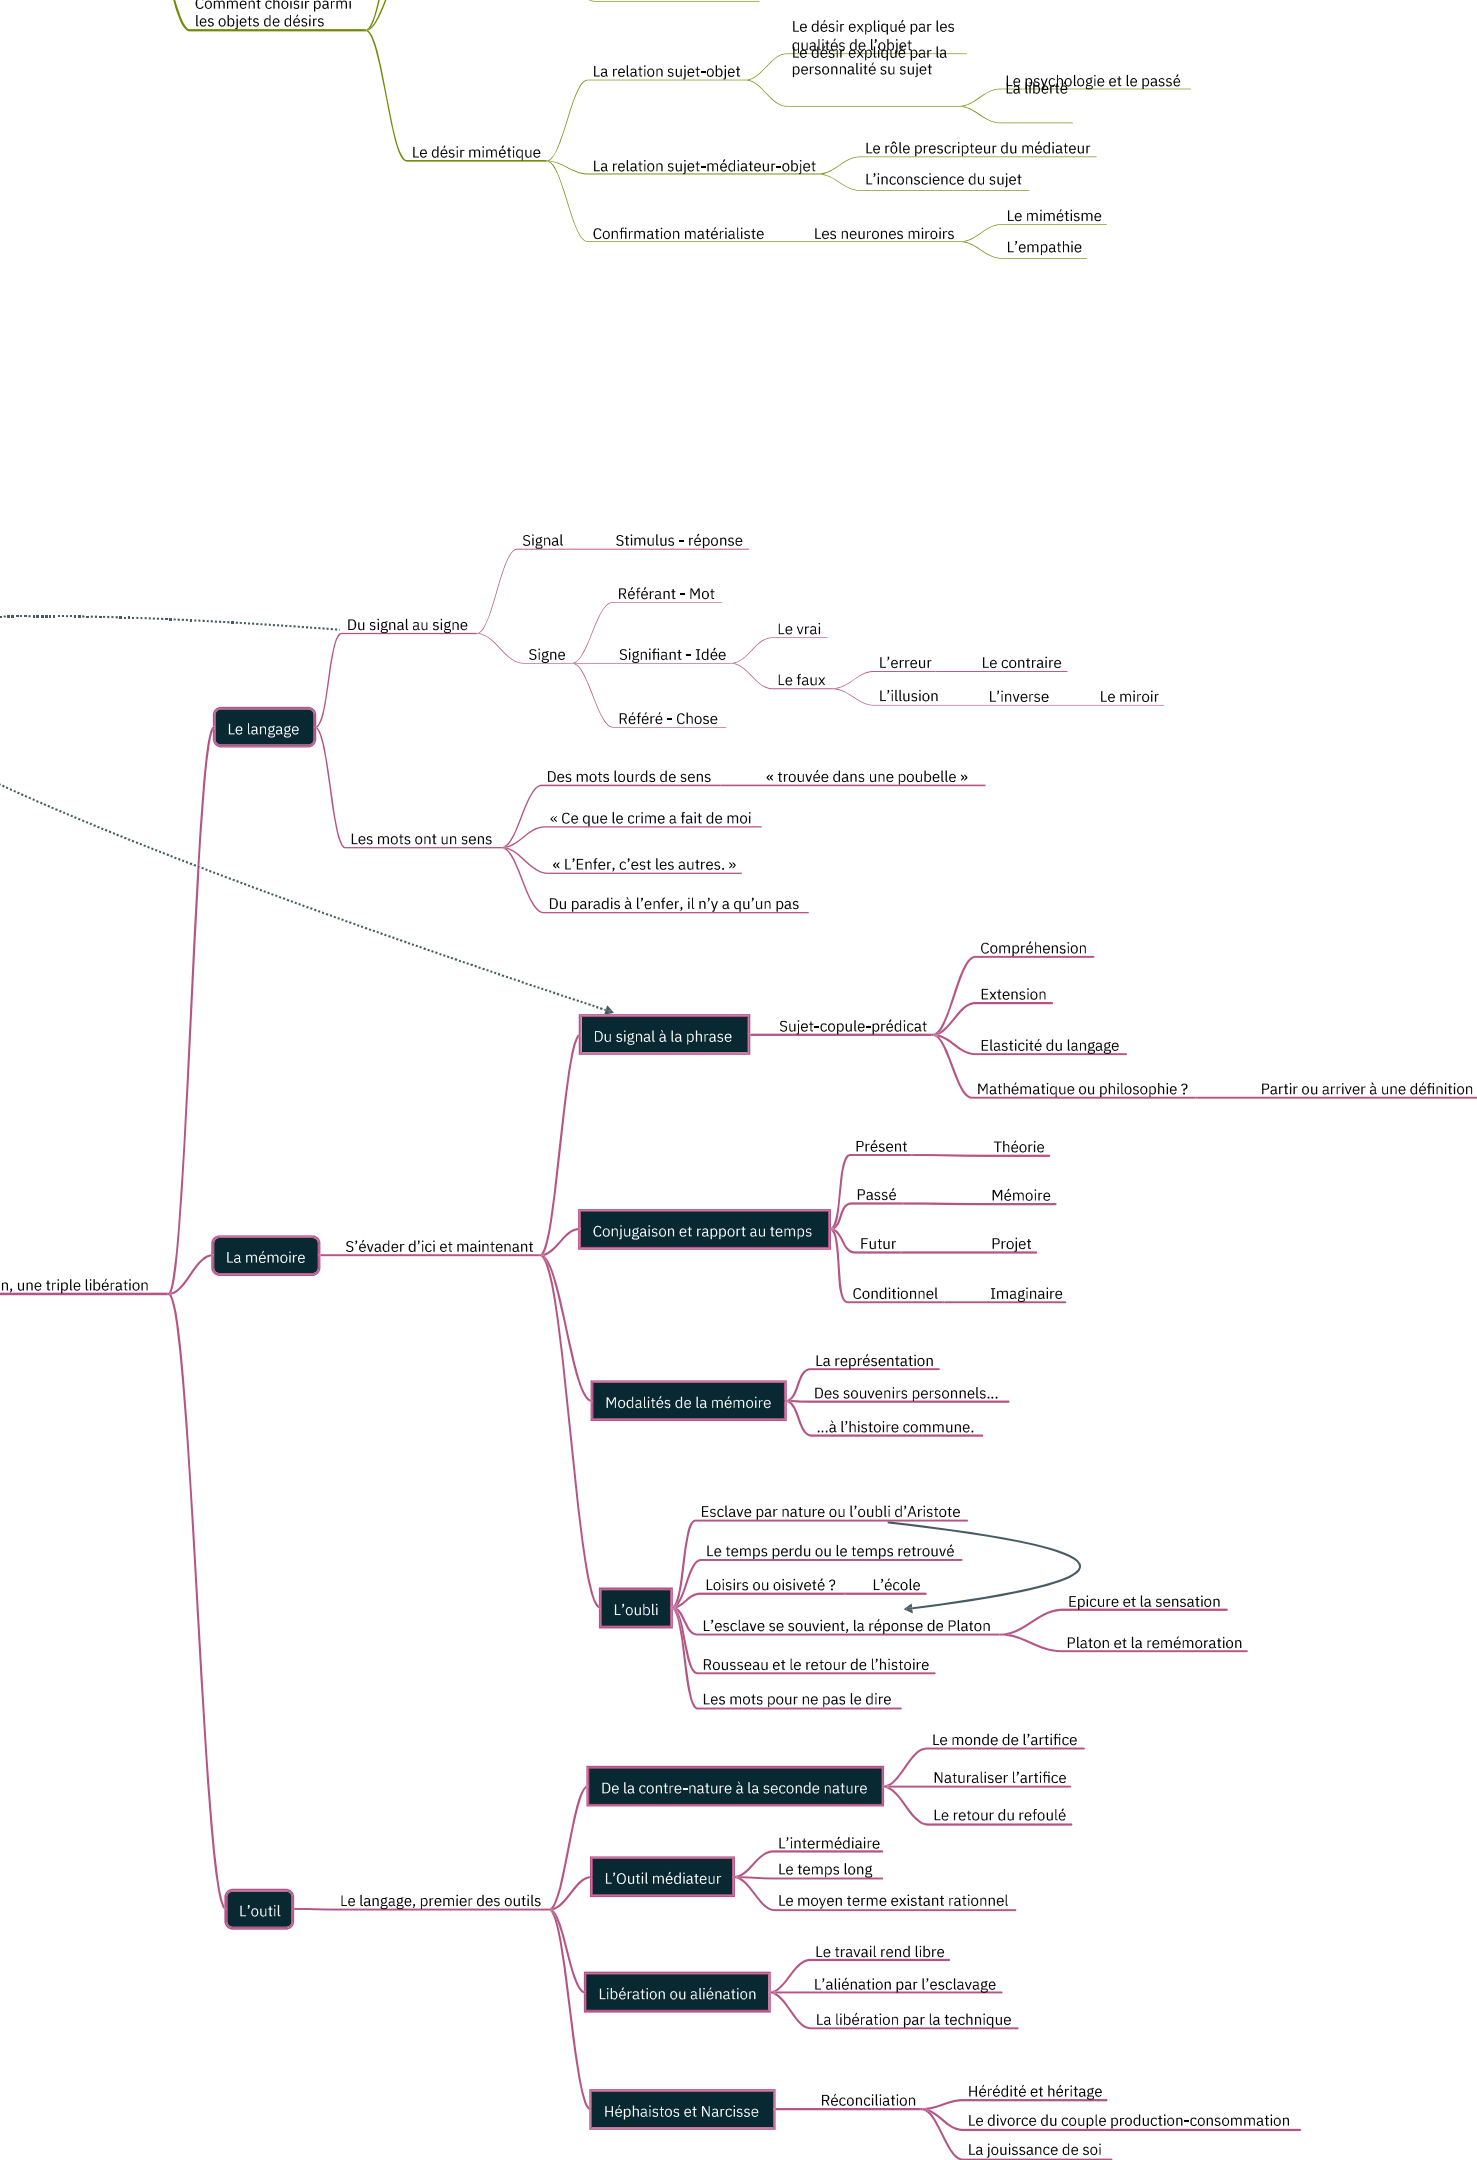 Comment choisir parmi
les objets de désirs
Le désir mimétique
La relation sujet-objet
Le désir expliqué par les
qualités de l'objet
Le désir expliqué par la
personnalité su sujet
Le psychologie et le passé
La liberté
La relation sujet-médiateur-objet
Le rôle prescripteur du médiateur
L'inconscience du sujet
Confirmation matérialiste
Les neurones miroirs
Le mimétisme
L'empathie
n, une triple libération
Le langage
Du signal au signe
Signal
Stimulus - réponse
Signe
Référant - Mot
Signifiant - Idée
Le vrai
Le faux
L'erreur
Le contraire
L'illusion
L'inverse
Le miroir
Référé - Chose
Les mots ont un sens
Des mots lourds de sens
« trouvée dans une poubelle »
« Ce que le crime a fait de moi
« L'Enfer, c'est les autres. »
Du paradis à l'enfer, il n'y a qu'un pas
La mémoire
S'évader d'ici et maintenant
Du signal à la phrase
Sujet-copule-prédicat
Compréhension
Extension
Elasticité du langage
Mathématique ou philosophie ?
Partir ou arriver à une définition
Conjugaison et rapport au temps
Présent
Théorie
Passé
Mémoire
Futur
Projet
Conditionnel
Imaginaire
Modalités de la mémoire
La représentation
Des souvenirs personnels...
...à l'histoire commune.
L'oubli
Esclave par nature ou l'oubli d'Aristote
Le temps perdu ou le temps retrouvé
Loisirs ou oisiveté ?
L'école
L'esclave se souvient, la réponse de Platon
Epicure et la sensation
Platon et la remémoration
Rousseau et le retour de l'histoire
Les mots pour ne pas le dire
L'outil
Le langage, premier des outils
De la contre-nature à la seconde nature
Le monde de l'artifice
Naturaliser l'artifice
Le retour du refoulé
L'Outil médiateur
L'intermédiaire
Le temps long
Le moyen terme existant rationnel
Libération ou aliénation
Le travail rend libre
L'aliénation par l'esclavage
La libération par la technique
Héphaistos et Narcisse
Réconciliation
Hérédité et héritage
Le divorce du couple production-consommation
La jouissance de soi